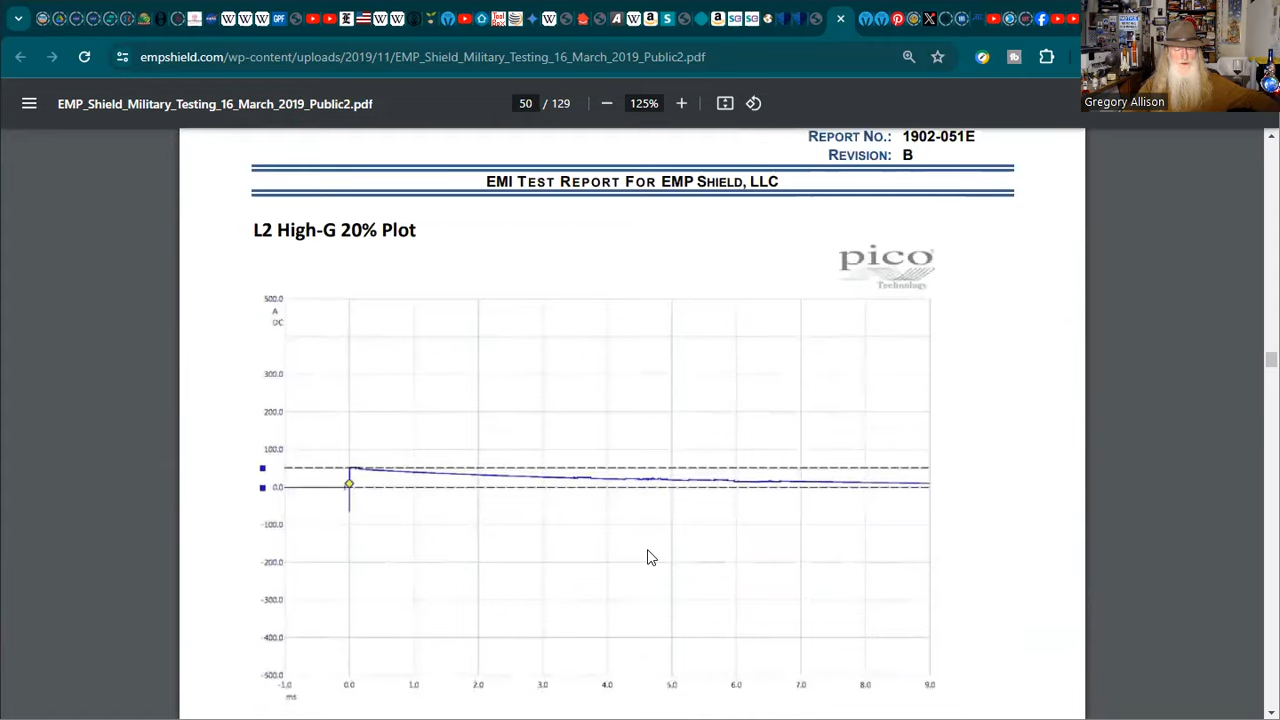 empshield.com/wp-content/uploads/2019/11/EMP_Shield_Military_Testing_16_March_2019_Public2.pdf
Gregory Allison
EMP_Shield_Military_Testing_16_March_2019_Public2.pdf
50 / 129
125%
REPORT NO.: 1902-051E
REVISION: B
EMI TEST REPORT FOR EMP SHIELD, LLC
L2 High-G 20% Plot
pico
Technology
500.0
A
DC
300.0
200.0
100.0
0.0
-100.0
-200.0
-300.0
-400.0
-500.0
-1.0 0.0 1.0 2.0 3.0 4.0 5.0 6.0 7.0 8.0 9.0
ms